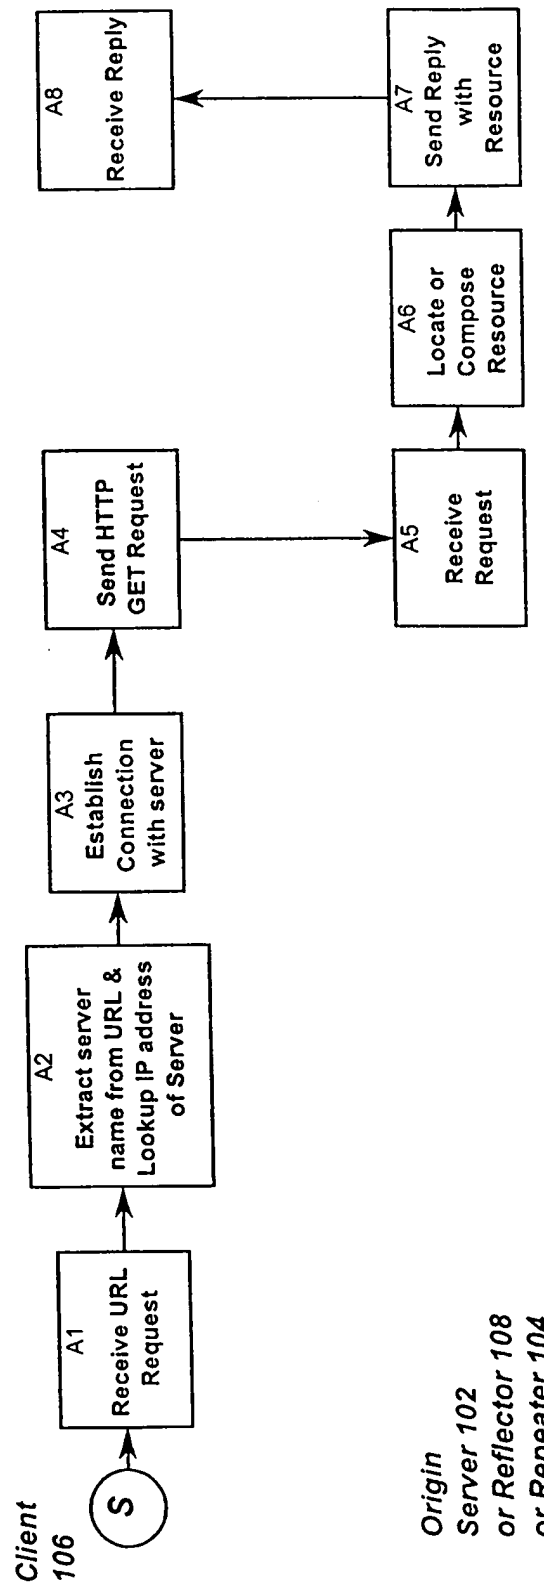 Client
106
S
A1
Receive URL
Request
A2
Extract server
name from URL &
Lookup IP address
of Server
A3
Establish
Connection
with server
A4
Send HTTP
GET Request
A8
Receive Reply
Origin
Server 102
or Reflector 108
or Repeater 104
A5
Receive
Request
A6
Locate or
Compose
Resource
A7
Send Reply
with
Resource